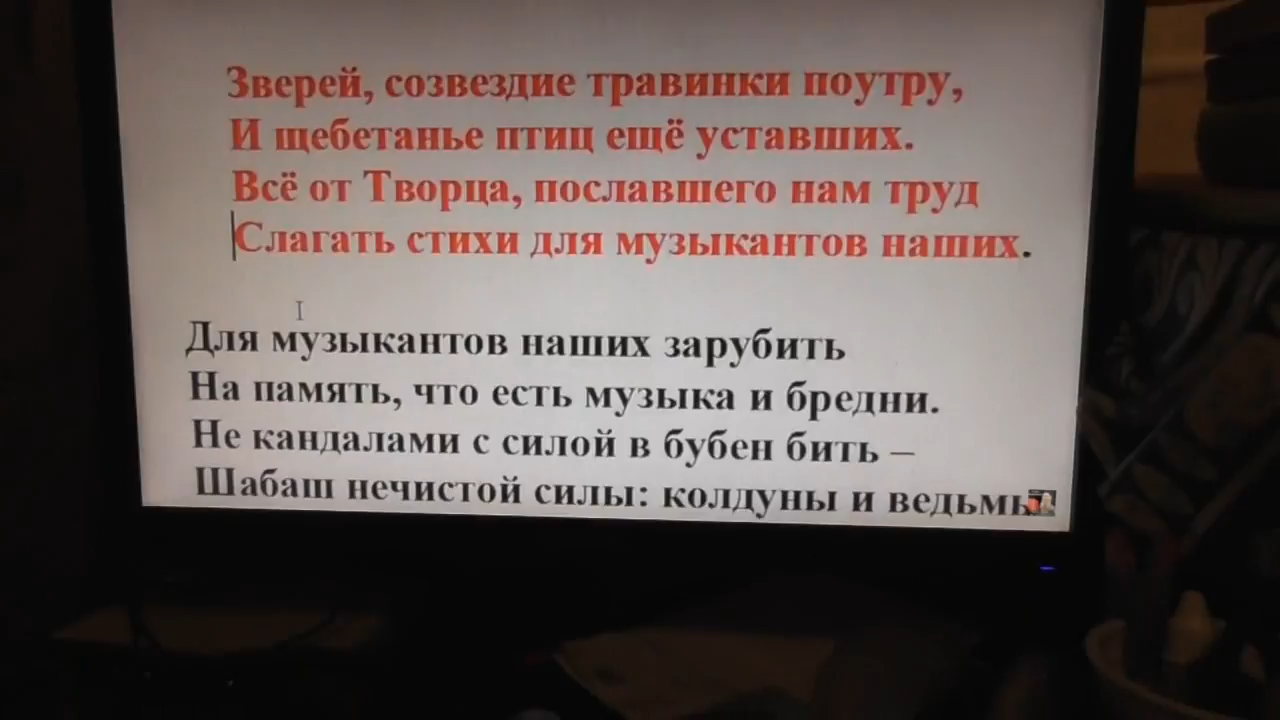 Зверей, созвездие травинки поутру,
И щебетанье птиц ещё уставших.
Всё от Творца, пославшего нам труд
Слагать стихи для музыкантов наших.
Для музыкантов наших зарубить
На память, что есть музыка и бредни.
Не кандалами с силой в бубен бить –
Шабаш нечистой силы: колдуны и ведьмы